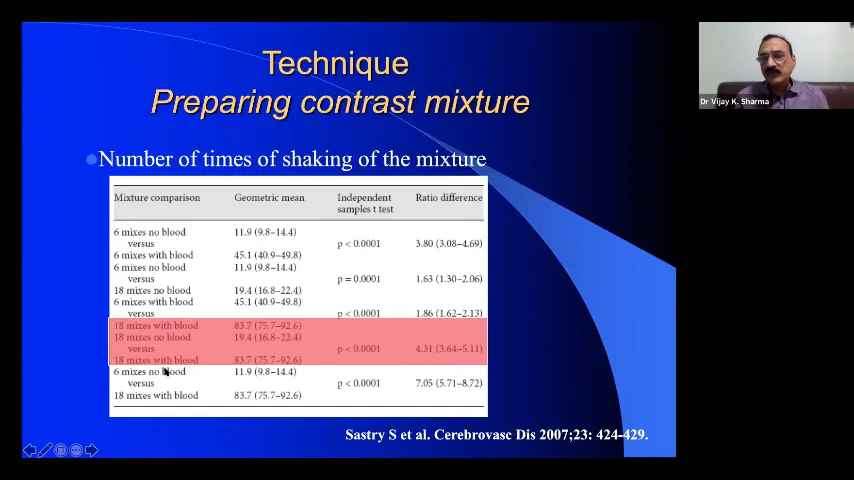 Technique
Preparing contrast mixture
Number of times of shaking of the mixture
Mixture comparison Geometric mean Independent samples t test Ratio difference
6 mixes no blood 11.9 (9.8–14.4)
versus p < 0.0001 3.80 (3.08–4.69)
6 mixes with blood 45.1 (40.9–49.8)
6 mixes no blood 11.9 (9.8–14.4)
versus p = 0.0001 1.63 (1.30–2.06)
18 mixes no blood 19.4 (16.8–22.4)
6 mixes with blood 45.1 (40.9–49.8)
versus p < 0.0001 1.86 (1.62–2.13)
18 mixes with blood 83.7 (75.7–92.6)
18 mixes no blood 19.4 (16.8–22.4)
versus p < 0.0001 4.31 (3.64–5.11)
18 mixes with blood 83.7 (75.7–92.6)
6 mixes no blood 11.9 (9.8–14.4)
versus p < 0.0001 7.05 (5.71–8.72)
18 mixes with blood 83.7 (75.7–92.6)
Sastry S et al. Cerebrovasc Dis 2007;23: 424-429.
Dr Vijay K. Sharma